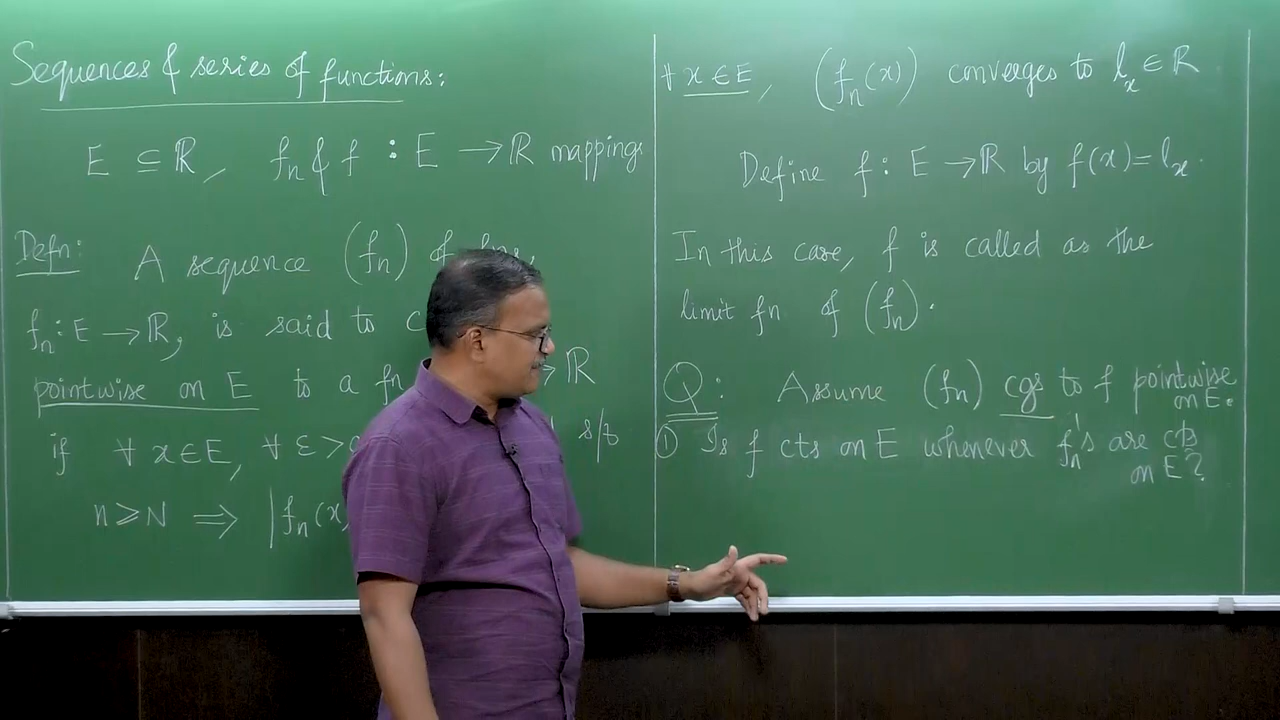 Sequences & series of functions:
E ⊆ ℝ, fn & f : E → ℝ mappings
Defn: A sequence (fn) of fns,
fn : E → ℝ, is said to
pointwise on E to a fn → ℝ
if ∀ x ∈ E, ∀ ε > s/t
n ≥ N ⟹ |fn(x)
∀ x ∈ E, (fn(x)) converges to lx ∈ ℝ
Define f : E → ℝ by f(x) = lx.
In this case, f is called as the
limit fn of (fn).
Q: Assume (fn) cgs to f pointwise
on E.
① Is f cts on E whenever fn's are cts
on E?